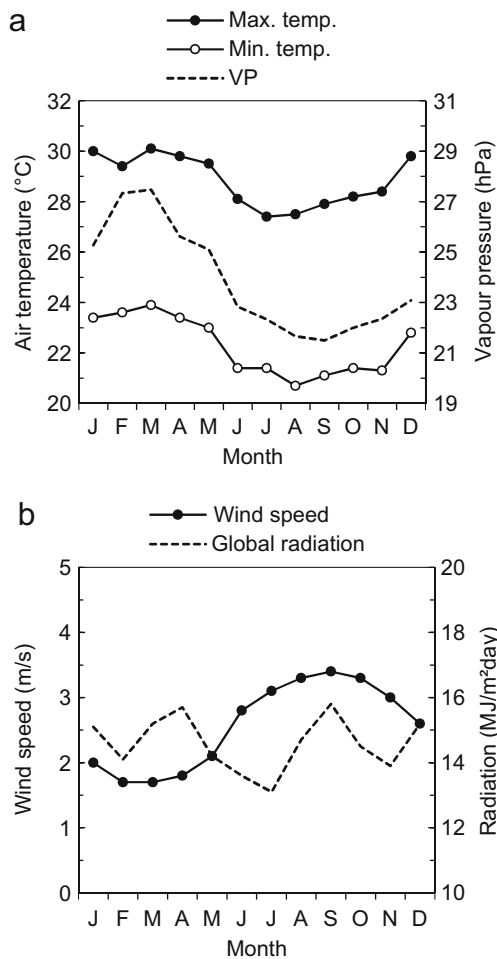 a
Max. temp.
Min. temp.
VP
32
30
28
26
24
22
20
Air temperature (°C)
31
29
27
25
23
21
19
Vapour pressure (hPa)
J F M A M J J A S O N D
Month
b
Wind speed
Global radiation
5
4
3
2
1
0
Wind speed (m/s)
20
18
16
14
12
10
Radiation (MJ/m²day)
J F M A M J J A S O N D
Month